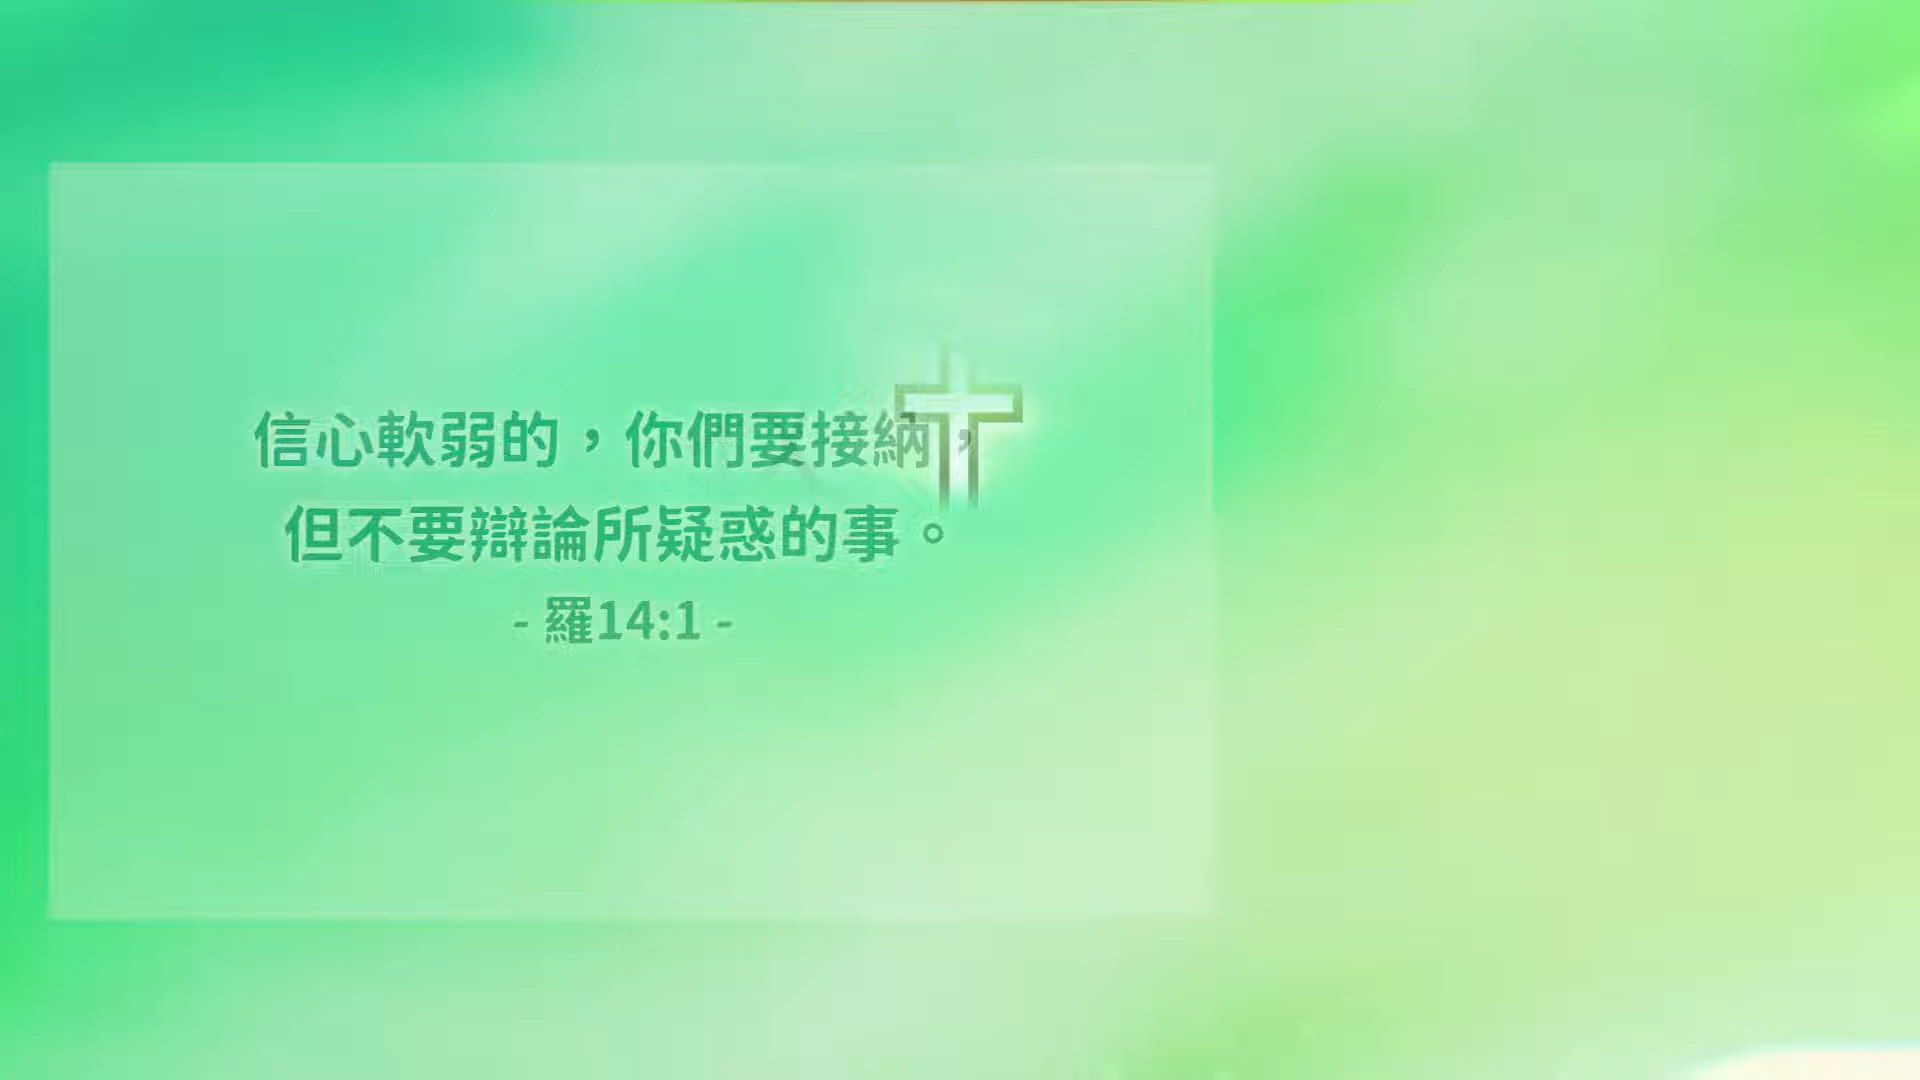 信心軟弱的，你們要接納，
但不要辯論所疑惑的事。
- 羅14:1 -